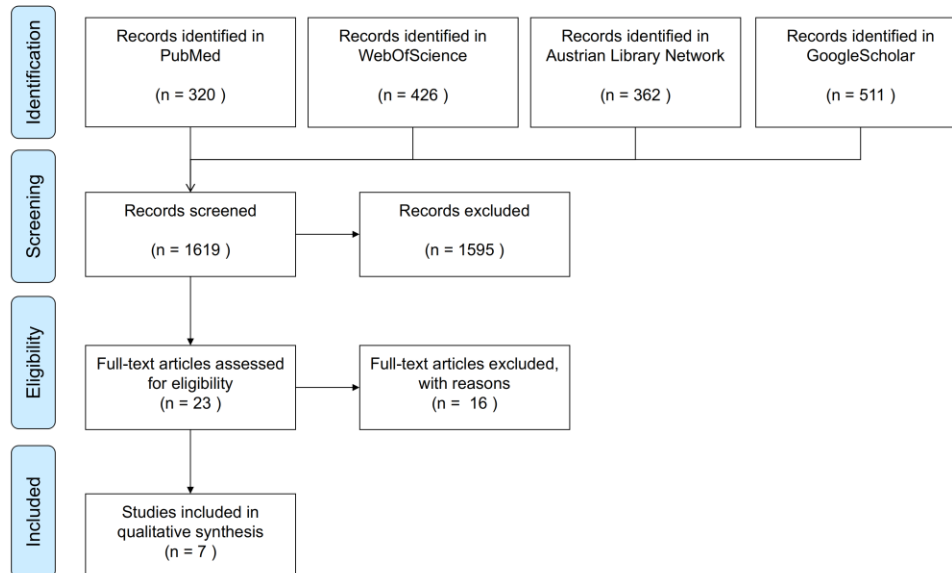 Identification
Records identified in
PubMed
(n = 320 )
Records identified in
WebOfScience
(n = 426 )
Records identified in
Austrian Library Network
(n = 362 )
Records identified in
GoogleScholar
(n = 511 )
Screening
Records screened
(n = 1619 )
Records excluded
(n = 1595 )
Eligibility
Full-text articles assessed
for eligibility
(n = 23 )
Full-text articles excluded,
with reasons
(n = 16 )
Included
Studies included in
qualitative synthesis
(n = 7 )